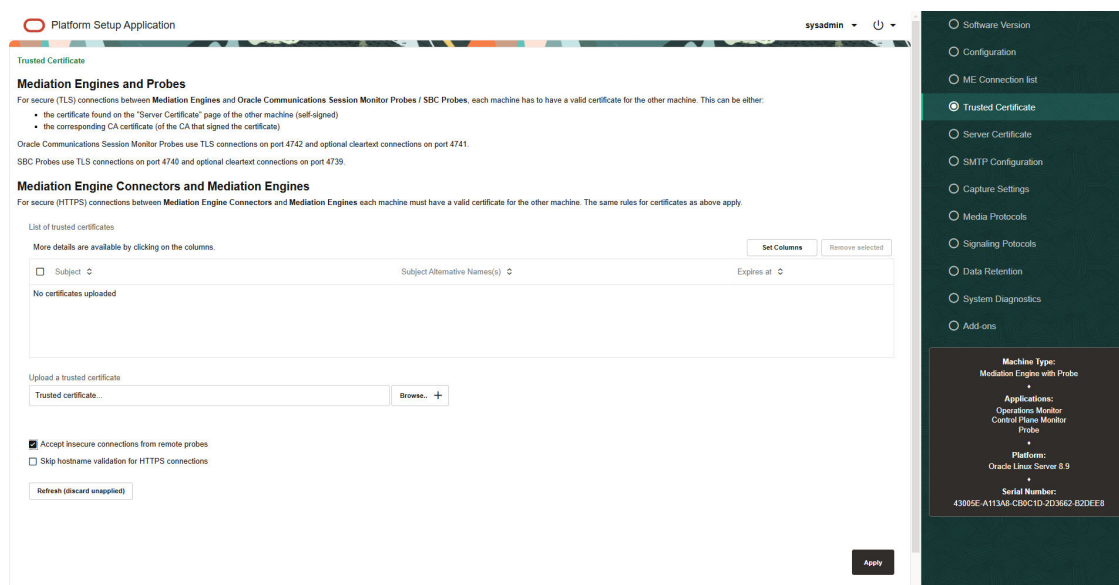 Platform Setup Application
sysadmin
Trusted Certificate
Mediation Engines and Probes
For secure (TLS) connections between Mediation Engines and Oracle Communications Session Monitor Probes / SBC Probes, each machine has to have a valid certificate for the other machine. This can be either:
• the certificate found on the "Server Certificate" page of the other machine (self-signed)
• the corresponding CA certificate (of the CA that signed the certificate)
Oracle Communications Session Monitor Probes use TLS connections on port 4742 and optional cleartext connections on port 4741.
SBC Probes use TLS connections on port 4740 and optional cleartext connections on port 4739.
Mediation Engine Connectors and Mediation Engines
For secure (HTTPS) connections between Mediation Engine Connectors and Mediation Engines each machine must have a valid certificate for the other machine. The same rules for certificates as above apply.
List of trusted certificates
More details are available by clicking on the columns.
Set Columns
Remove selected
Subject
Subject Alternative Names(s)
Expires at
No certificates uploaded
Upload a trusted certificate
Trusted certificate...
Browse.. +
Accept insecure connections from remote probes
Skip hostname validation for HTTPS connections
Refresh (discard unapplied)
Apply
Software Version
Configuration
ME Connection list
Trusted Certificate
Server Certificate
SMTP Configuration
Capture Settings
Media Protocols
Signaling Potocols
Data Retention
System Diagnostics
Add-ons
Machine Type:
Mediation Engine with Probe
Applications:
Operations Monitor
Control Plane Monitor
Probe
Platform:
Oracle Linux Server 8.9
Serial Number:
43005E-A113A8-CB0C1D-2D3662-B2DEE8